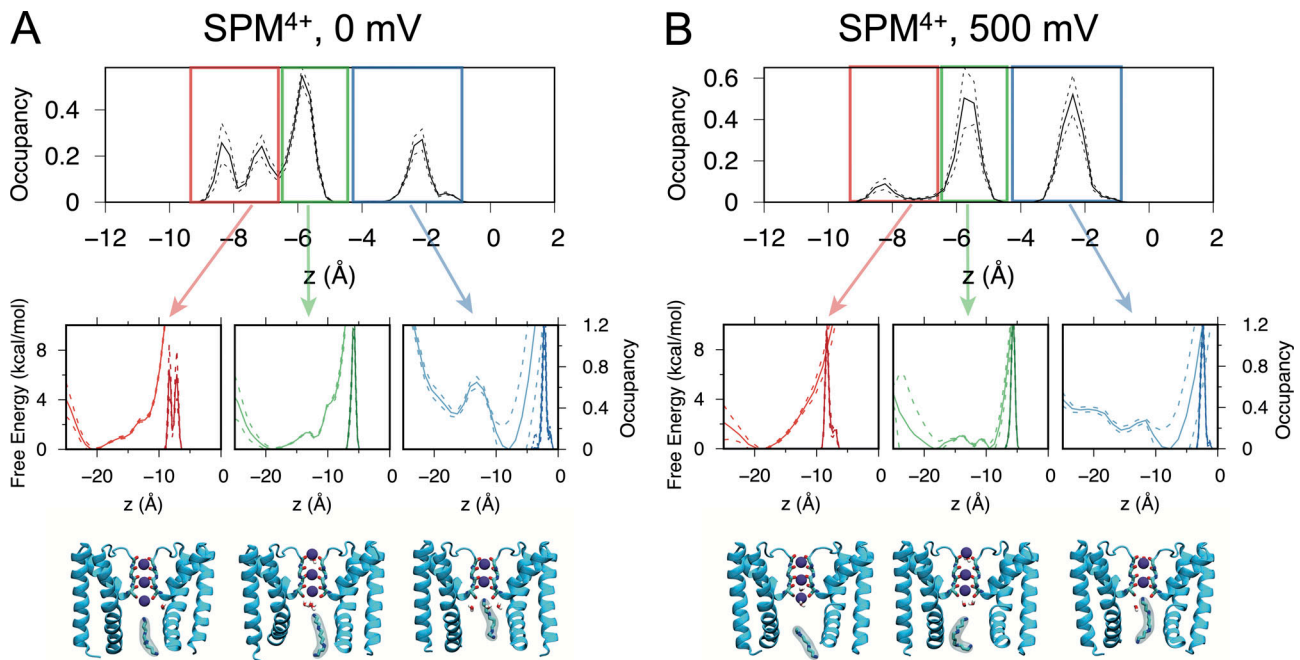 A
SPM⁴⁺, 0 mV
Occupancy
0.4
0.2
0
−12 −10 −8 −6 −4 −2 0 2
z (Å)
Free Energy (kcal/mol)
8
4
0
1.2
0.8
0.4
0
Occupancy
−20 −10 0
−20 −10 0
−20 −10 0
z (Å) z (Å) z (Å)
B
SPM⁴⁺, 500 mV
Occupancy
0.6
0.4
0.2
0
−12 −10 −8 −6 −4 −2 0 2
z (Å)
Free Energy (kcal/mol)
8
4
0
1.2
0.8
0.4
0
Occupancy
−20 −10 0
−20 −10 0
−20 −10 0
z (Å) z (Å) z (Å)